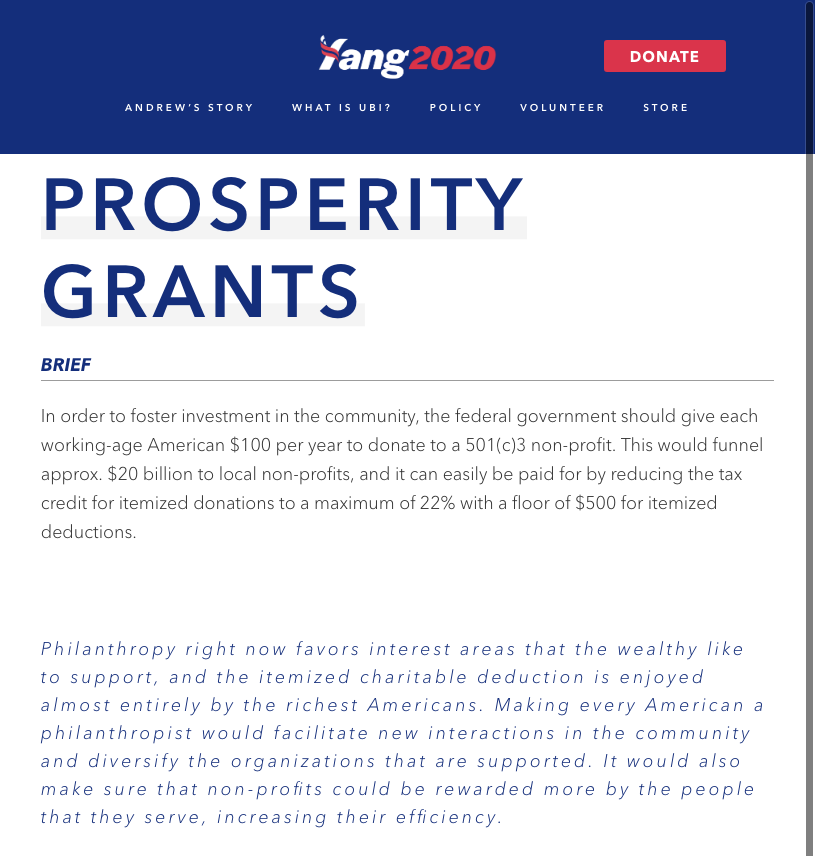 Yang2020
DONATE
ANDREW'S STORY WHAT IS UBI? POLICY VOLUNTEER STORE
PROSPERITY
GRANTS
BRIEF
In order to foster investment in the community, the federal government should give each
working-age American $100 per year to donate to a 501(c)3 non-profit. This would funnel
approx. $20 billion to local non-profits, and it can easily be paid for by reducing the tax
credit for itemized donations to a maximum of 22% with a floor of $500 for itemized
deductions.
Philanthropy right now favors interest areas that the wealthy like
to support, and the itemized charitable deduction is enjoyed
almost entirely by the richest Americans. Making every American a
philanthropist would facilitate new interactions in the community
and diversify the organizations that are supported. It would also
make sure that non-profits could be rewarded more by the people
that they serve, increasing their efficiency.